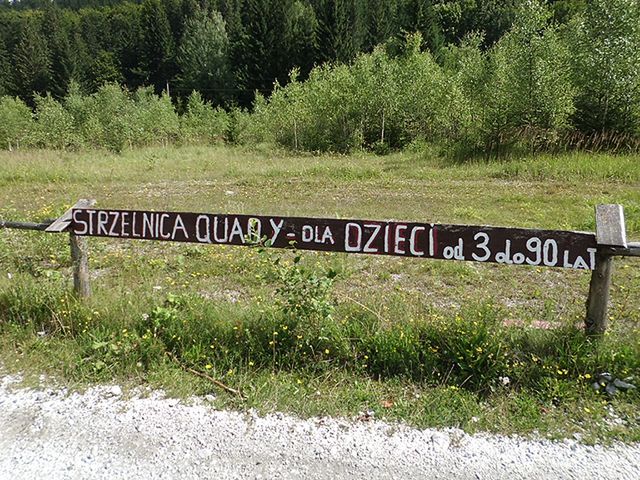 STRZELNICA QUADY - DLA DZIECI od 3 do 90 LAT